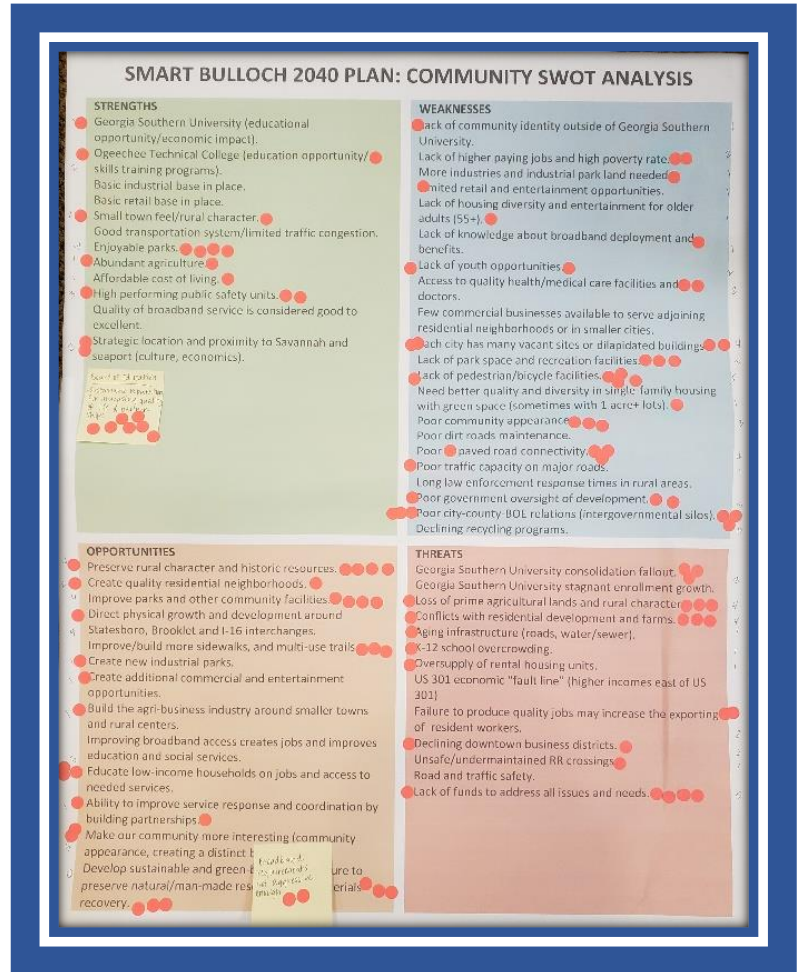 SMART BULLOCH 2040 PLAN: COMMUNITY SWOT ANALYSIS
STRENGTHS
Georgia Southern University (educational
opportunity/economic impact).
Ogeechee Technical College (education opportunity/
skills training programs).
Basic industrial base in place.
Basic retail base in place.
Small town feel/rural character.
Good transportation system/limited traffic congestion.
Enjoyable parks.
Abundant agriculture.
Affordable cost of living.
High performing public safety units.
Quality of broadband service is considered good to
excellent.
Strategic location and proximity to Savannah and
seaport (culture, economics).
Board of Education
WEAKNESSES
Lack of community identity outside of Georgia Southern
University.
Lack of higher paying jobs and high poverty rate.
More industries and industrial park land needed
Limited retail and entertainment opportunities.
Lack of housing diversity and entertainment for older
adults (55+).
Lack of knowledge about broadband deployment and
benefits.
Lack of youth opportunities.
Access to quality health/medical care facilities and
doctors.
Few commercial businesses available to serve adjoining
residential neighborhoods or in smaller cities.
Each city has many vacant sites or dilapidated buildings
Lack of park space and recreation facilities.
Lack of pedestrian/bicycle facilities.
Need better quality and diversity in single-family housing
with green space (sometimes with 1 acre+ lots).
Poor community appearance
Poor dirt roads maintenance.
Poor paved road connectivity.
Poor traffic capacity on major roads.
Long law enforcement response times in rural areas.
Poor government oversight of development.
Poor city-county-BOE relations (intergovernmental silos).
Declining recycling programs.
OPPORTUNITIES
Preserve rural character and historic resources.
Create quality residential neighborhoods.
Improve parks and other community facilities.
Direct physical growth and development around
Statesboro, Brooklet and I-16 interchanges.
Improve/build more sidewalks, and multi-use trails
Create new industrial parks.
Create additional commercial and entertainment
opportunities.
Build the agri-business industry around smaller towns
and rural centers.
Improving broadband access creates jobs and improves
education and social services.
Educate low-income households on jobs and access to
needed services.
Ability to improve service response and coordination by
building partnerships.
Make our community more interesting (community
appearance, creating a distinct
Develop sustainable and green- ure to
preserve natural/man-made res erials
recovery.
Broadband
THREATS
Georgia Southern University consolidation fallout.
Georgia Southern University stagnant enrollment growth.
Loss of prime agricultural lands and rural character
Conflicts with residential development and farms.
Aging infrastructure (roads, water/sewer).
K-12 school overcrowding.
Oversupply of rental housing units.
US 301 economic "fault line" (higher incomes east of US
301)
Failure to produce quality jobs may increase the exporting
of resident workers.
Declining downtown business districts.
Unsafe/undermaintained RR crossings
Road and traffic safety.
Lack of funds to address all issues and needs.